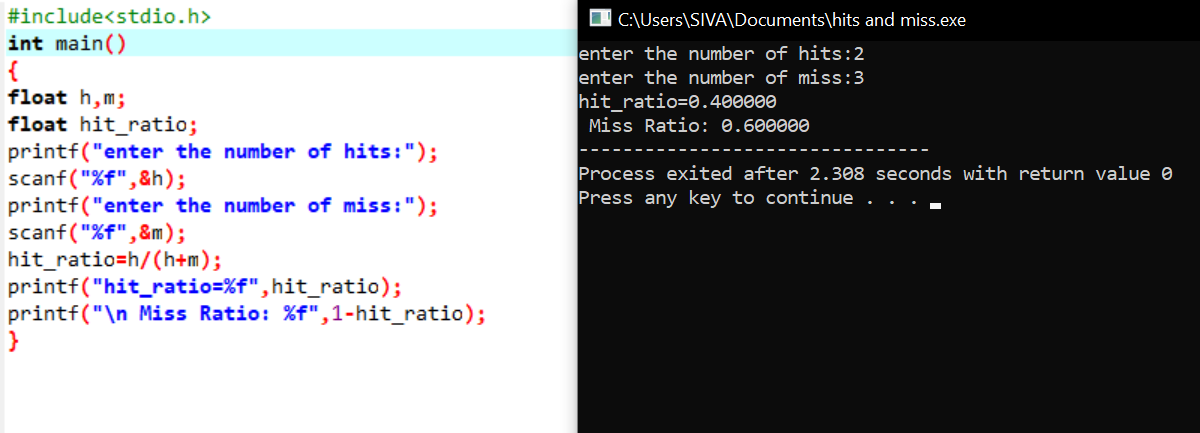 #include<stdio.h>
int main()
{
float h,m;
float hit_ratio;
printf("enter the number of hits:");
scanf("%f",&h);
printf("enter the number of miss:");
scanf("%f",&m);
hit_ratio=h/(h+m);
printf("hit_ratio=%f",hit_ratio);
printf("\n Miss Ratio: %f",1-hit_ratio);
}
C:\Users\SIVA\Documents\hits and miss.exe
enter the number of hits:2
enter the number of miss:3
hit_ratio=0.400000
 Miss Ratio: 0.600000
--------------------------------
Process exited after 2.308 seconds with return value 0
Press any key to continue . . .